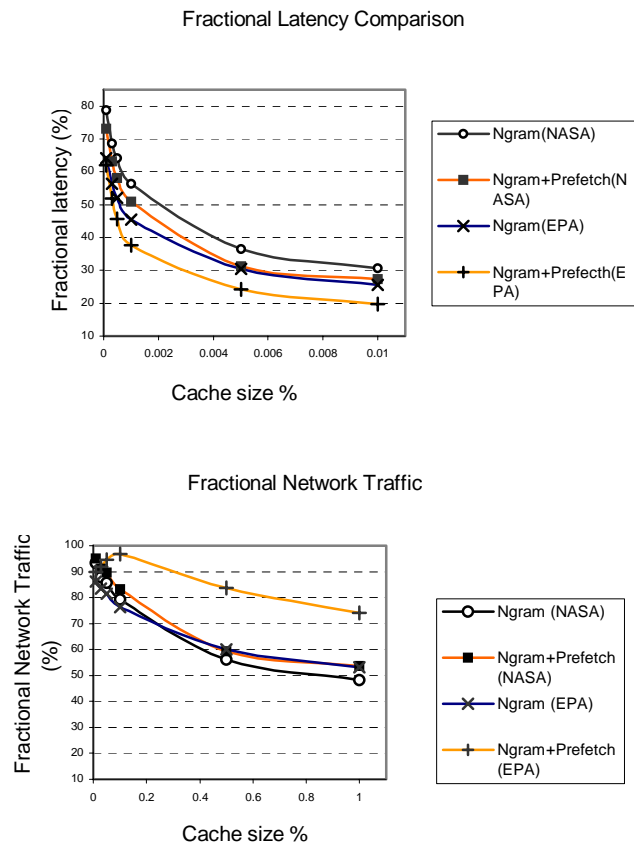 Fractional Latency Comparison
Fractional latency (%)
80
70
60
50
40
30
20
10
0
0.002
0.004
0.006
0.008
0.01
Cache size %
Ngram(NASA)
Ngram+Prefetch(N
ASA)
Ngram(EPA)
Ngram+Prefecth(E
PA)
Fractional Network Traffic
Fractional Network Traffic
(%)
100
90
80
70
60
50
40
30
20
10
0
0.2
0.4
0.6
0.8
1
Cache size %
Ngram (NASA)
Ngram+Prefetch
(NASA)
Ngram (EPA)
Ngram+Prefetch
(EPA)